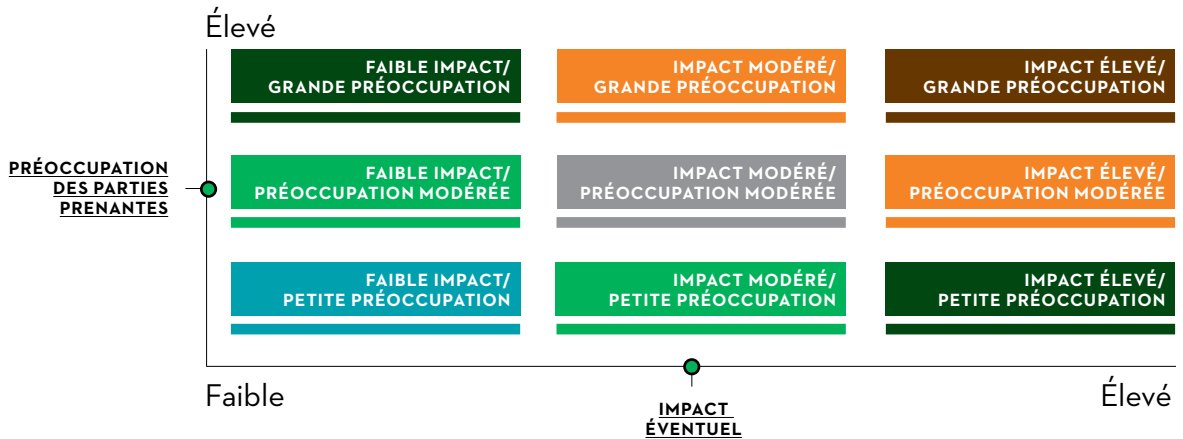 Élevé
FAIBLE IMPACT/
GRANDE PRÉOCCUPATION
IMPACT MODÉRÉ/
GRANDE PRÉOCCUPATION
IMPACT ÉLEVÉ/
GRANDE PRÉOCCUPATION
PRÉOCCUPATION
DES PARTIES
PRENANTES
FAIBLE IMPACT/
PRÉOCCUPATION MODÉRÉE
IMPACT MODÉRÉ/
PRÉOCCUPATION MODÉRÉE
IMPACT ÉLEVÉ/
PRÉOCCUPATION MODÉRÉE
FAIBLE IMPACT/
PETITE PRÉOCCUPATION
IMPACT MODÉRÉ/
PETITE PRÉOCCUPATION
IMPACT ÉLEVÉ/
PETITE PRÉOCCUPATION
Faible
Élevé
IMPACT
ÉVENTUEL